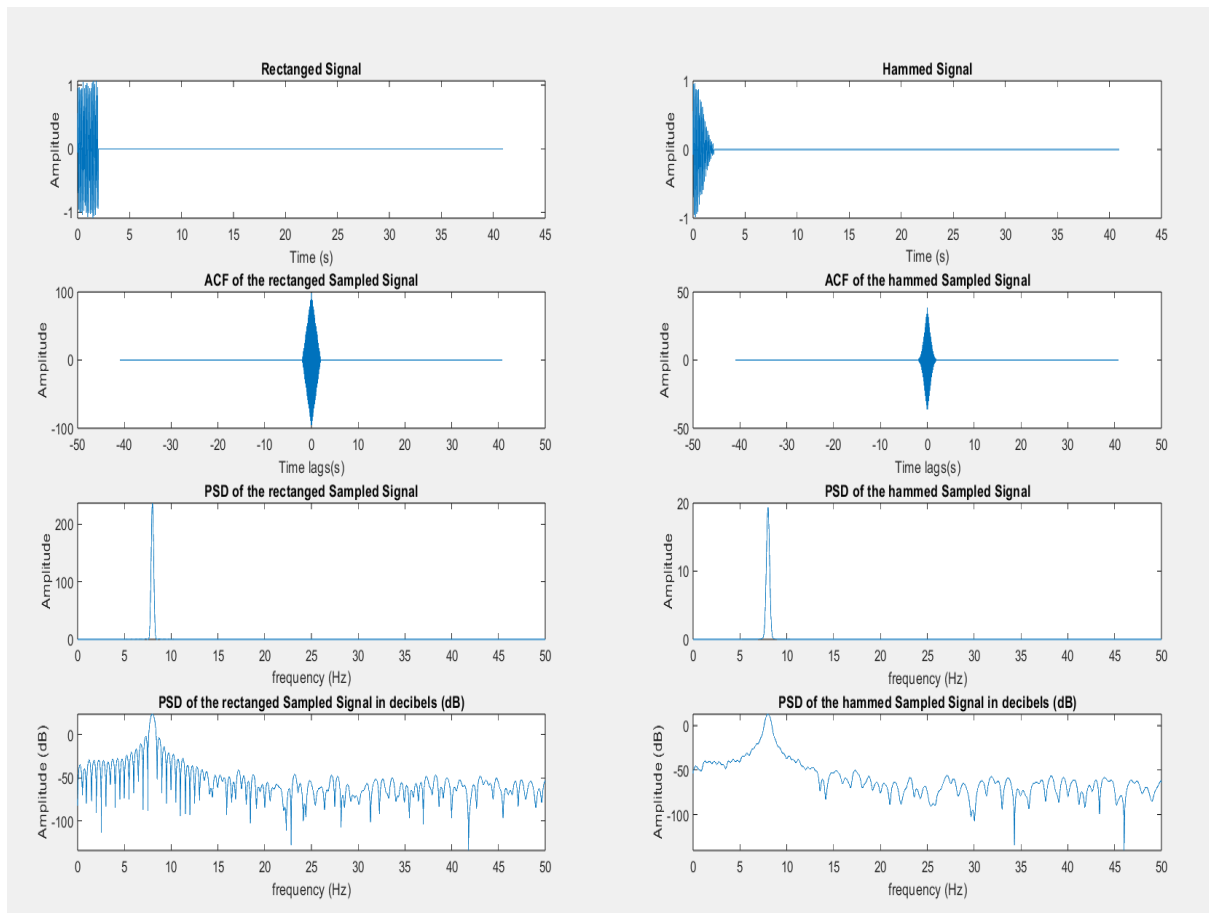 Rectanged Signal
Amplitude
1
0
-1
0 5 10 15 20 25 30 35 40 45
Time (s)
Hammed Signal
Amplitude
1
0
-1
0 5 10 15 20 25 30 35 40 45
Time (s)
ACF of the rectanged Sampled Signal
Amplitude
100
0
-100
-50 -40 -30 -20 -10 0 10 20 30 40 50
Time lags(s)
ACF of the hammed Sampled Signal
Amplitude
50
0
-50
-50 -40 -30 -20 -10 0 10 20 30 40 50
Time lags(s)
PSD of the rectanged Sampled Signal
Amplitude
200
100
0
0 5 10 15 20 25 30 35 40 45 50
frequency (Hz)
PSD of the hammed Sampled Signal
Amplitude
20
10
0
0 5 10 15 20 25 30 35 40 45 50
frequency (Hz)
PSD of the rectanged Sampled Signal in decibels (dB)
Amplitude (dB)
0
-50
-100
0 5 10 15 20 25 30 35 40 45 50
frequency (Hz)
PSD of the hammed Sampled Signal in decibels (dB)
Amplitude (dB)
0
-50
-100
0 5 10 15 20 25 30 35 40 45 50
frequency (Hz)